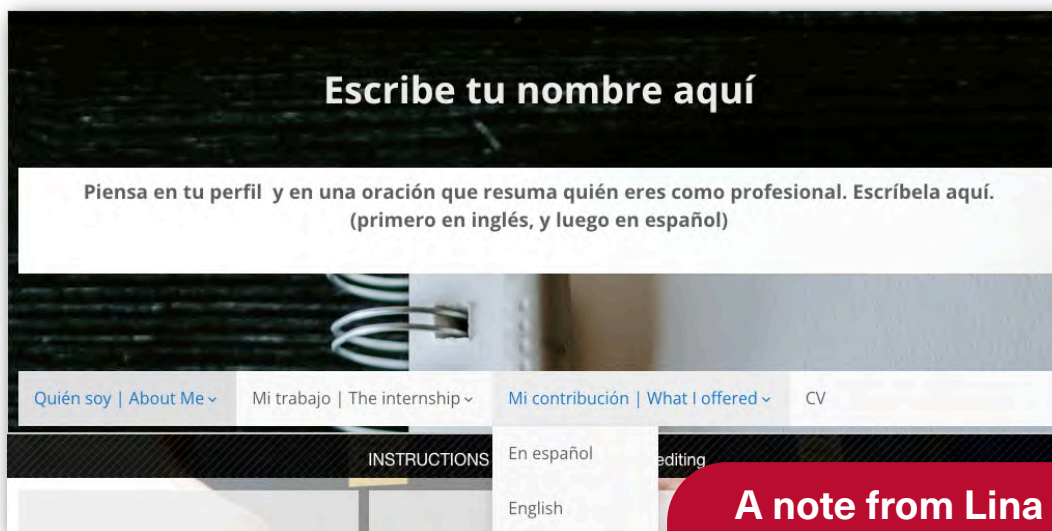 Escribe tu nombre aquí
Piensa en tu perfil y en una oración que resuma quién eres como profesional. Escríbela aquí.
(primero en inglés, y luego en español)
Quién soy | About Me
Mi trabajo | The internship
Mi contribución | What I offered
CV
INSTRUCTIONS
editing
En español
English
A note from Lina